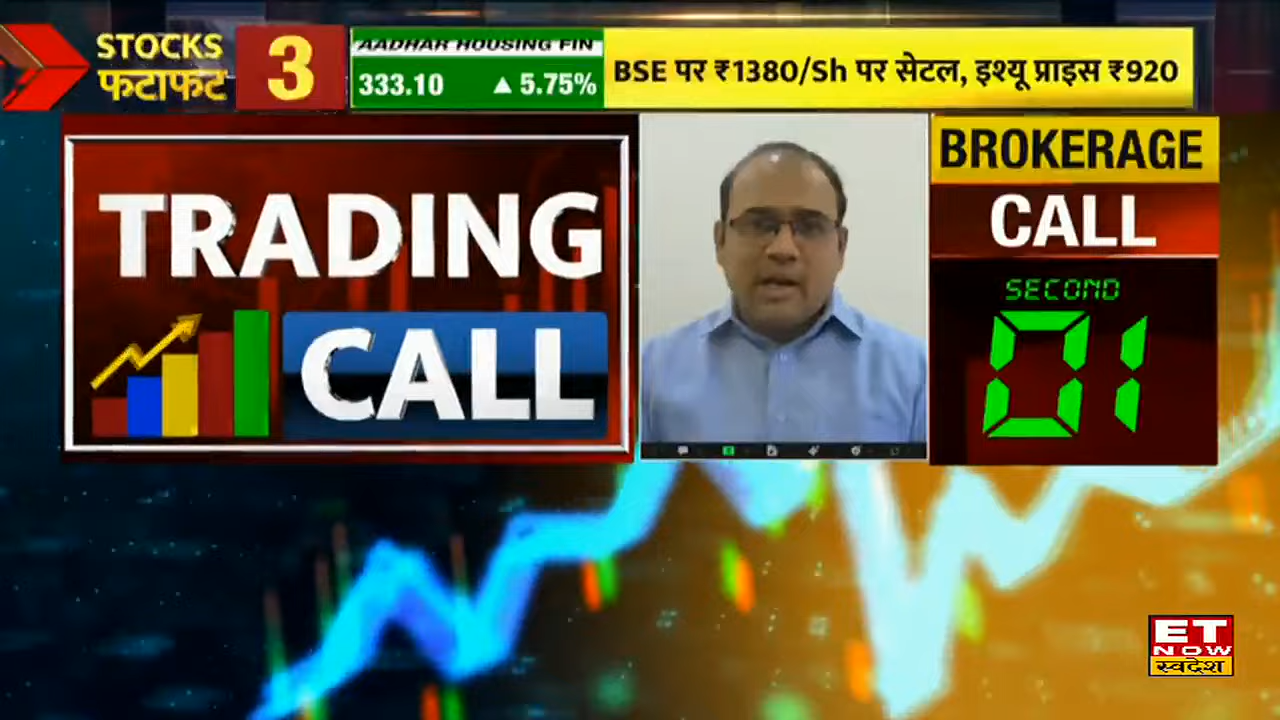 STOCKS
फटाफट
3
AADHAR HOUSING FIN
333.10 ▲5.75%
BSE पर ₹1380/Sh पर सेटल, इश्यू प्राइस ₹920
TRADING
CALL
BROKERAGE
CALL
SECOND
01
ET
NOW
स्वदेश